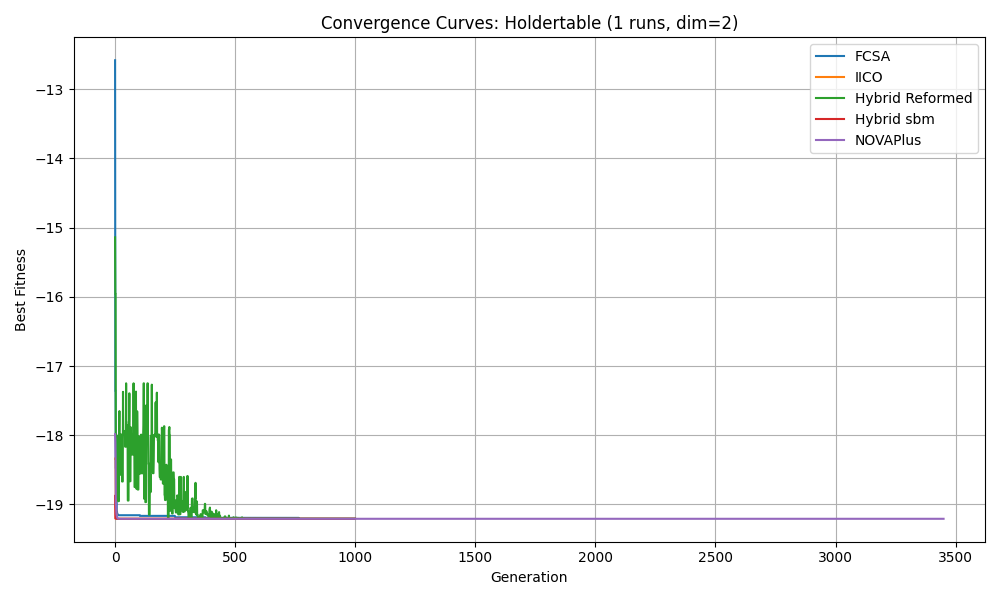 Convergence Curves: Holdertable (1 runs, dim=2)
FCSA
IICO
Hybrid Reformed
Hybrid sbm
NOVAPlus
Best Fitness
−13
−14
−15
−16
−17
−18
−19
0 500 1000 1500 2000 2500 3000 3500
Generation